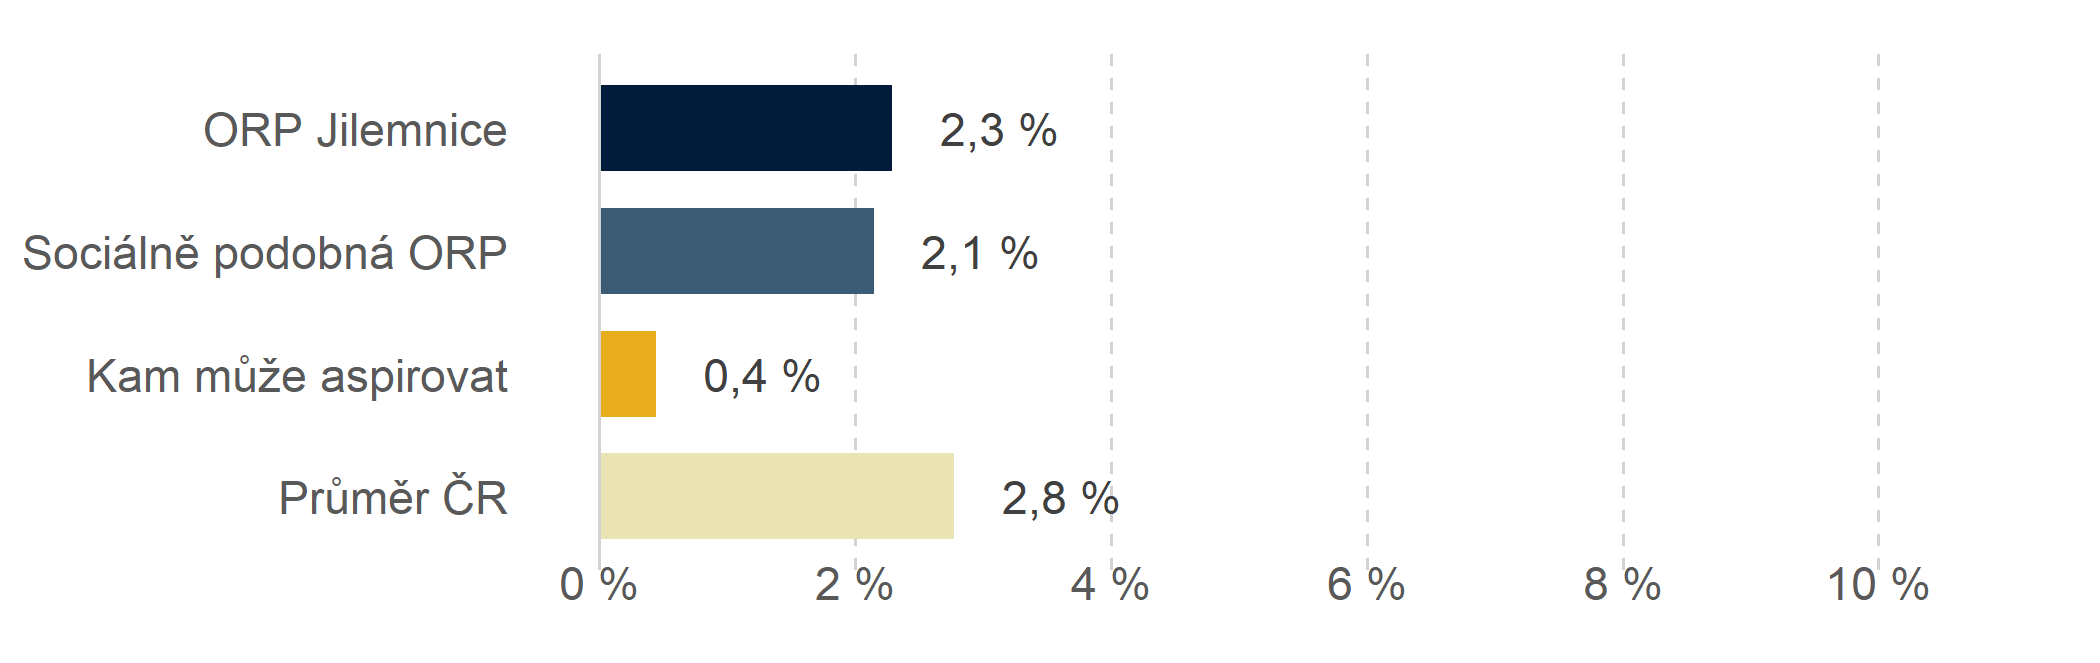 ORP Jilemnice
2,3 %
Sociálně podobná ORP
2,1 %
Kam může aspirovat
0,4 %
Průměr ČR
2,8 %
0 % 2 % 4 % 6 % 8 % 10 %